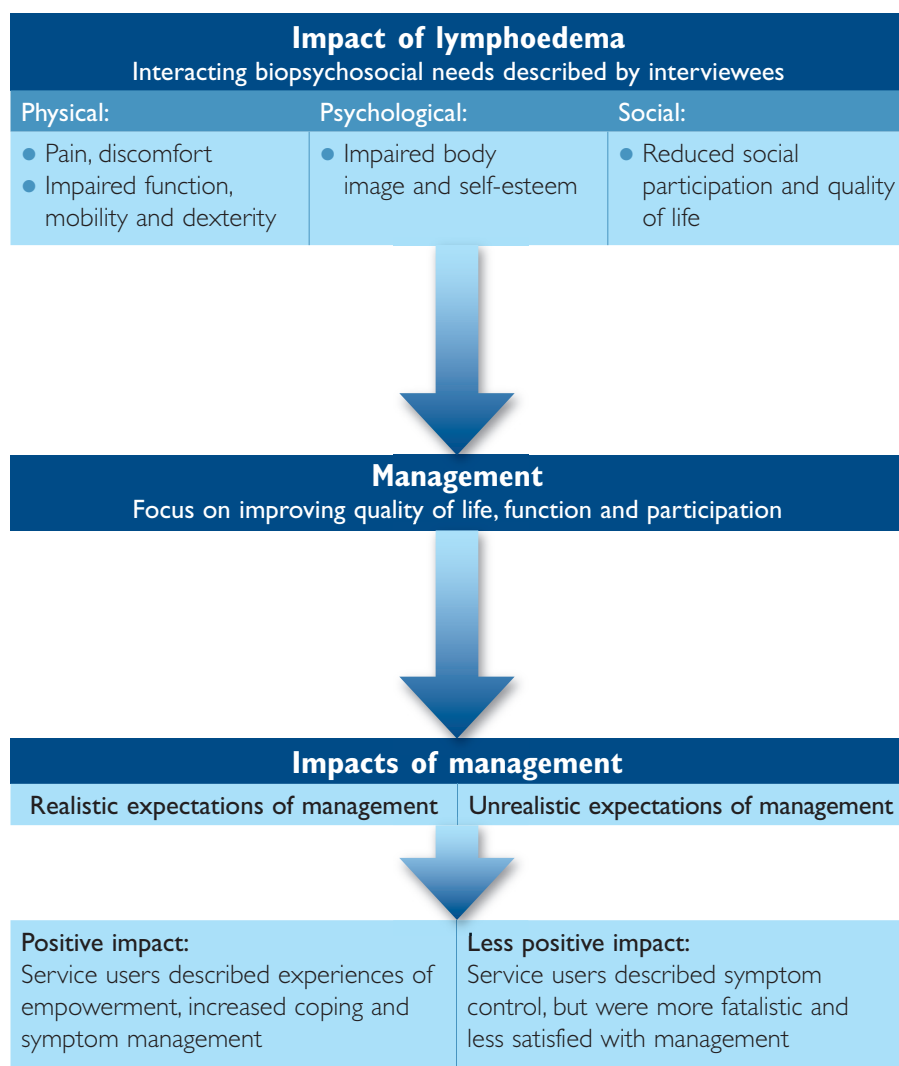 Impact of lymphoedema
Interacting biopsychosocial needs described by interviewees
Physical:
● Pain, discomfort
● Impaired function,
mobility and dexterity
Psychological:
● Impaired body
image and self-esteem
Social:
● Reduced social
participation and quality
of life
Management
Focus on improving quality of life, function and participation
Impacts of management
Realistic expectations of management
Unrealistic expectations of management
Positive impact:
Service users described experiences of
empowerment, increased coping and
symptom management
Less positive impact:
Service users described symptom
control, but were more fatalistic and
less satisfied with management